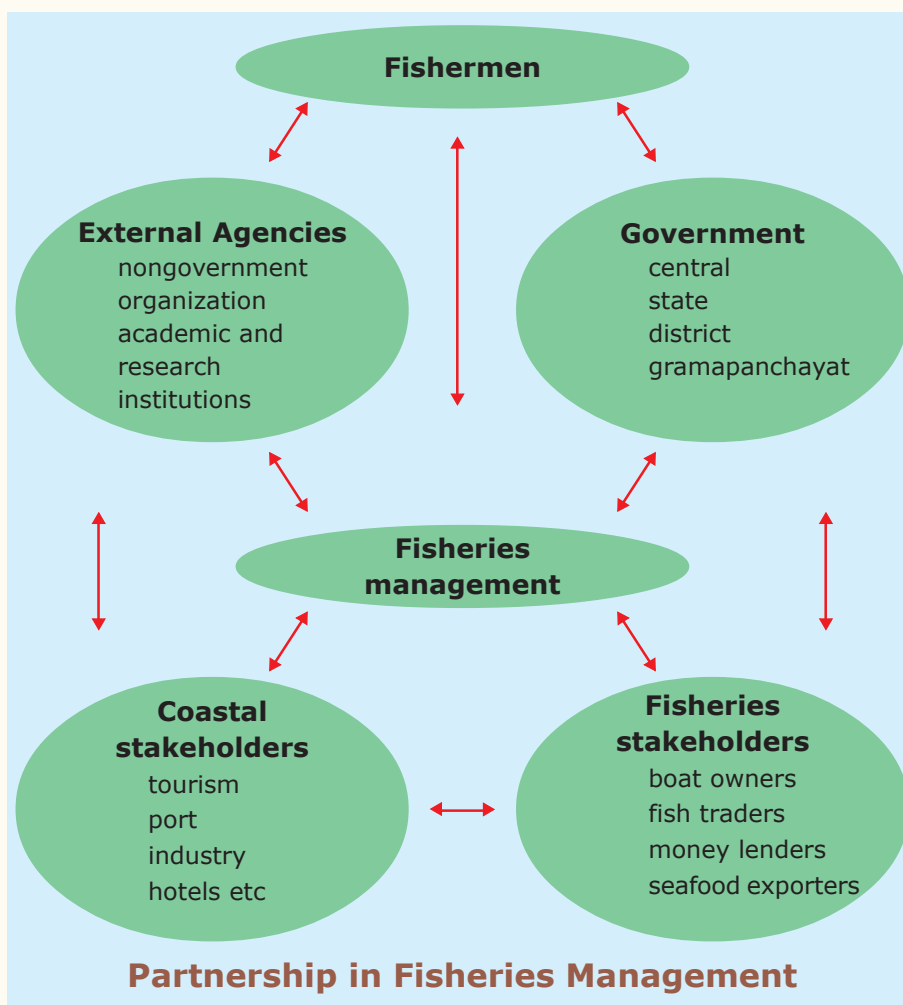 Fishermen
External Agencies
nongovernment
organization
academic and
research
institutions
Government
central
state
district
gramapanchayat
Fisheries
management
Coastal
stakeholders
tourism
port
industry
hotels etc
Fisheries
stakeholders
boat owners
fish traders
money lenders
seafood exporters
Partnership in Fisheries Management